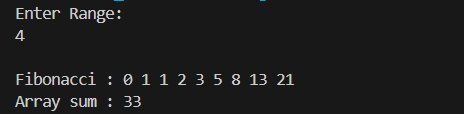 Enter Range:
4
Fibonacci : 0 1 1 2 3 5 8 13 21
Array sum : 33